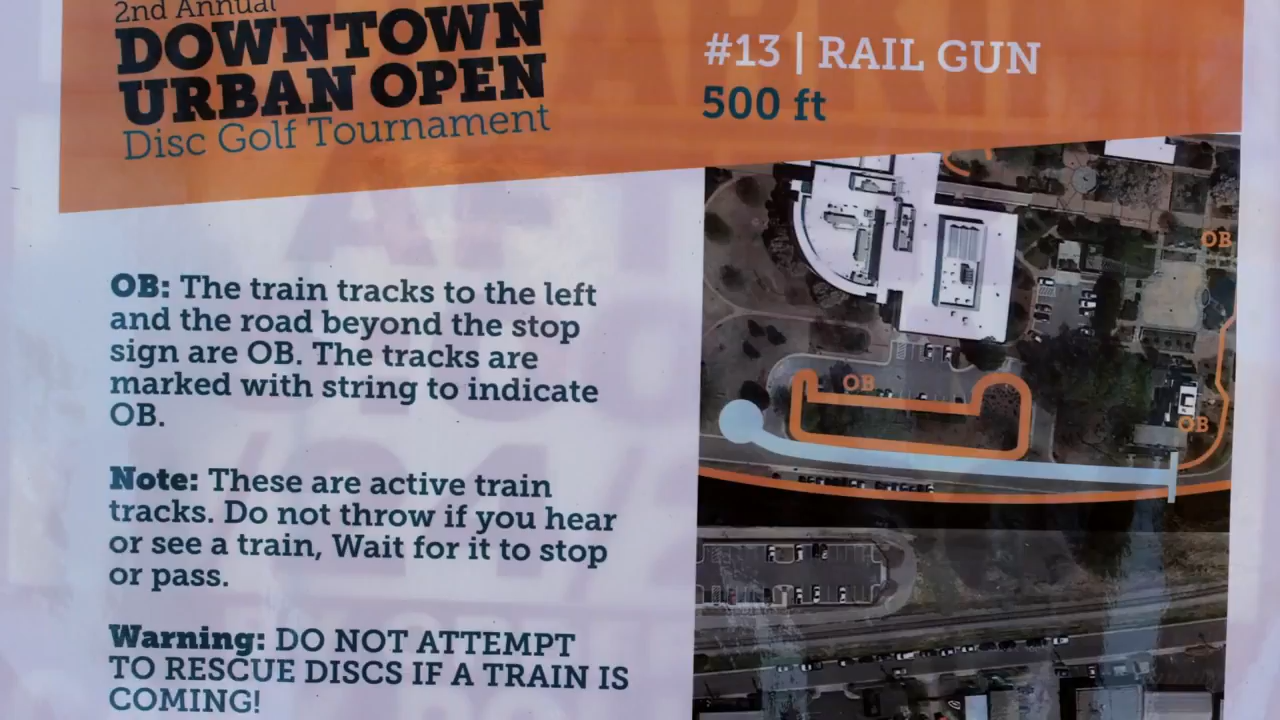 2nd Annual
DOWNTOWN
URBAN OPEN
Disc Golf Tournament
#13 | RAIL GUN
500 ft
OB: The train tracks to the left
and the road beyond the stop
sign are OB. The tracks are
marked with string to indicate
OB.
Note: These are active train
tracks. Do not throw if you hear
or see a train, Wait for it to stop
or pass.
Warning: DO NOT ATTEMPT
TO RESCUE DISCS IF A TRAIN IS
COMING!
OB
OB
OB